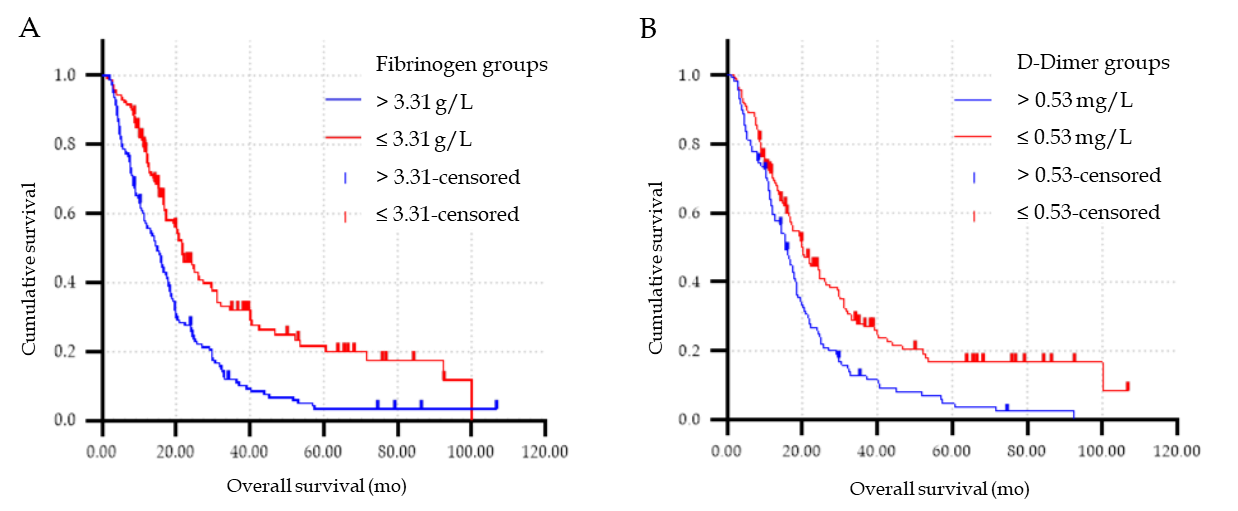 A
Fibrinogen groups
> 3.31 g/L
≤ 3.31 g/L
> 3.31-censored
≤ 3.31-censored
Cumulative survival
1.0
0.8
0.6
0.4
0.2
0.0
0.00 20.00 40.00 60.00 80.00 100.00 120.00
Overall survival (mo)
B
D-Dimer groups
> 0.53 mg/L
≤ 0.53 mg/L
> 0.53-censored
≤ 0.53-censored
Cumulative survival
1.0
0.8
0.6
0.4
0.2
0.0
0.00 20.00 40.00 60.00 80.00 100.00 120.00
Overall survival (mo)